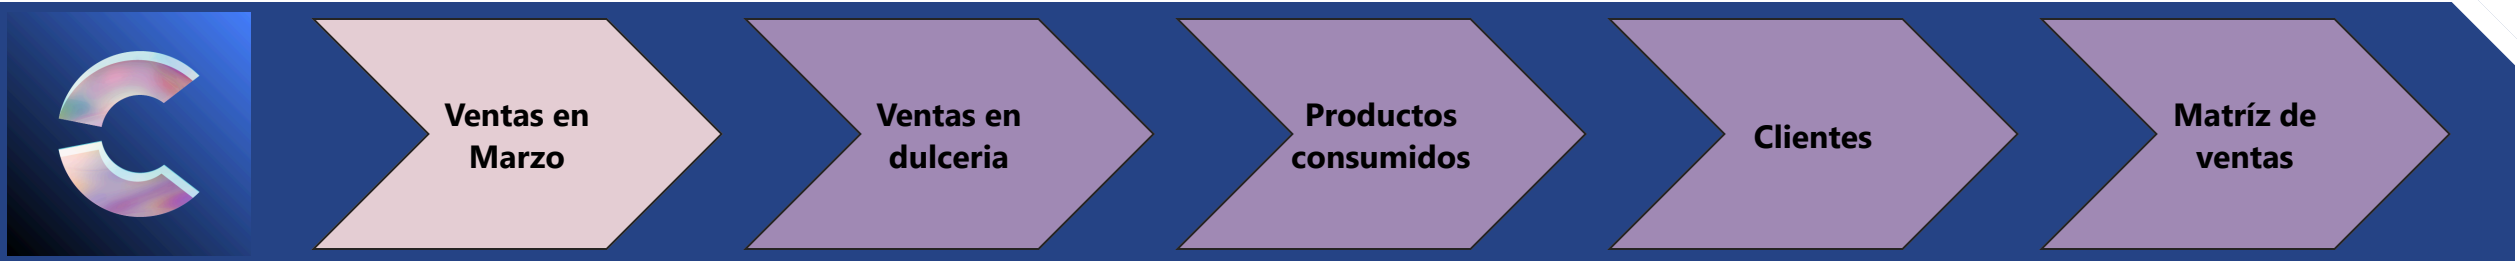 Ventas en
Marzo
Ventas en
dulceria
Productos
consumidos
Clientes
Matríz de
ventas